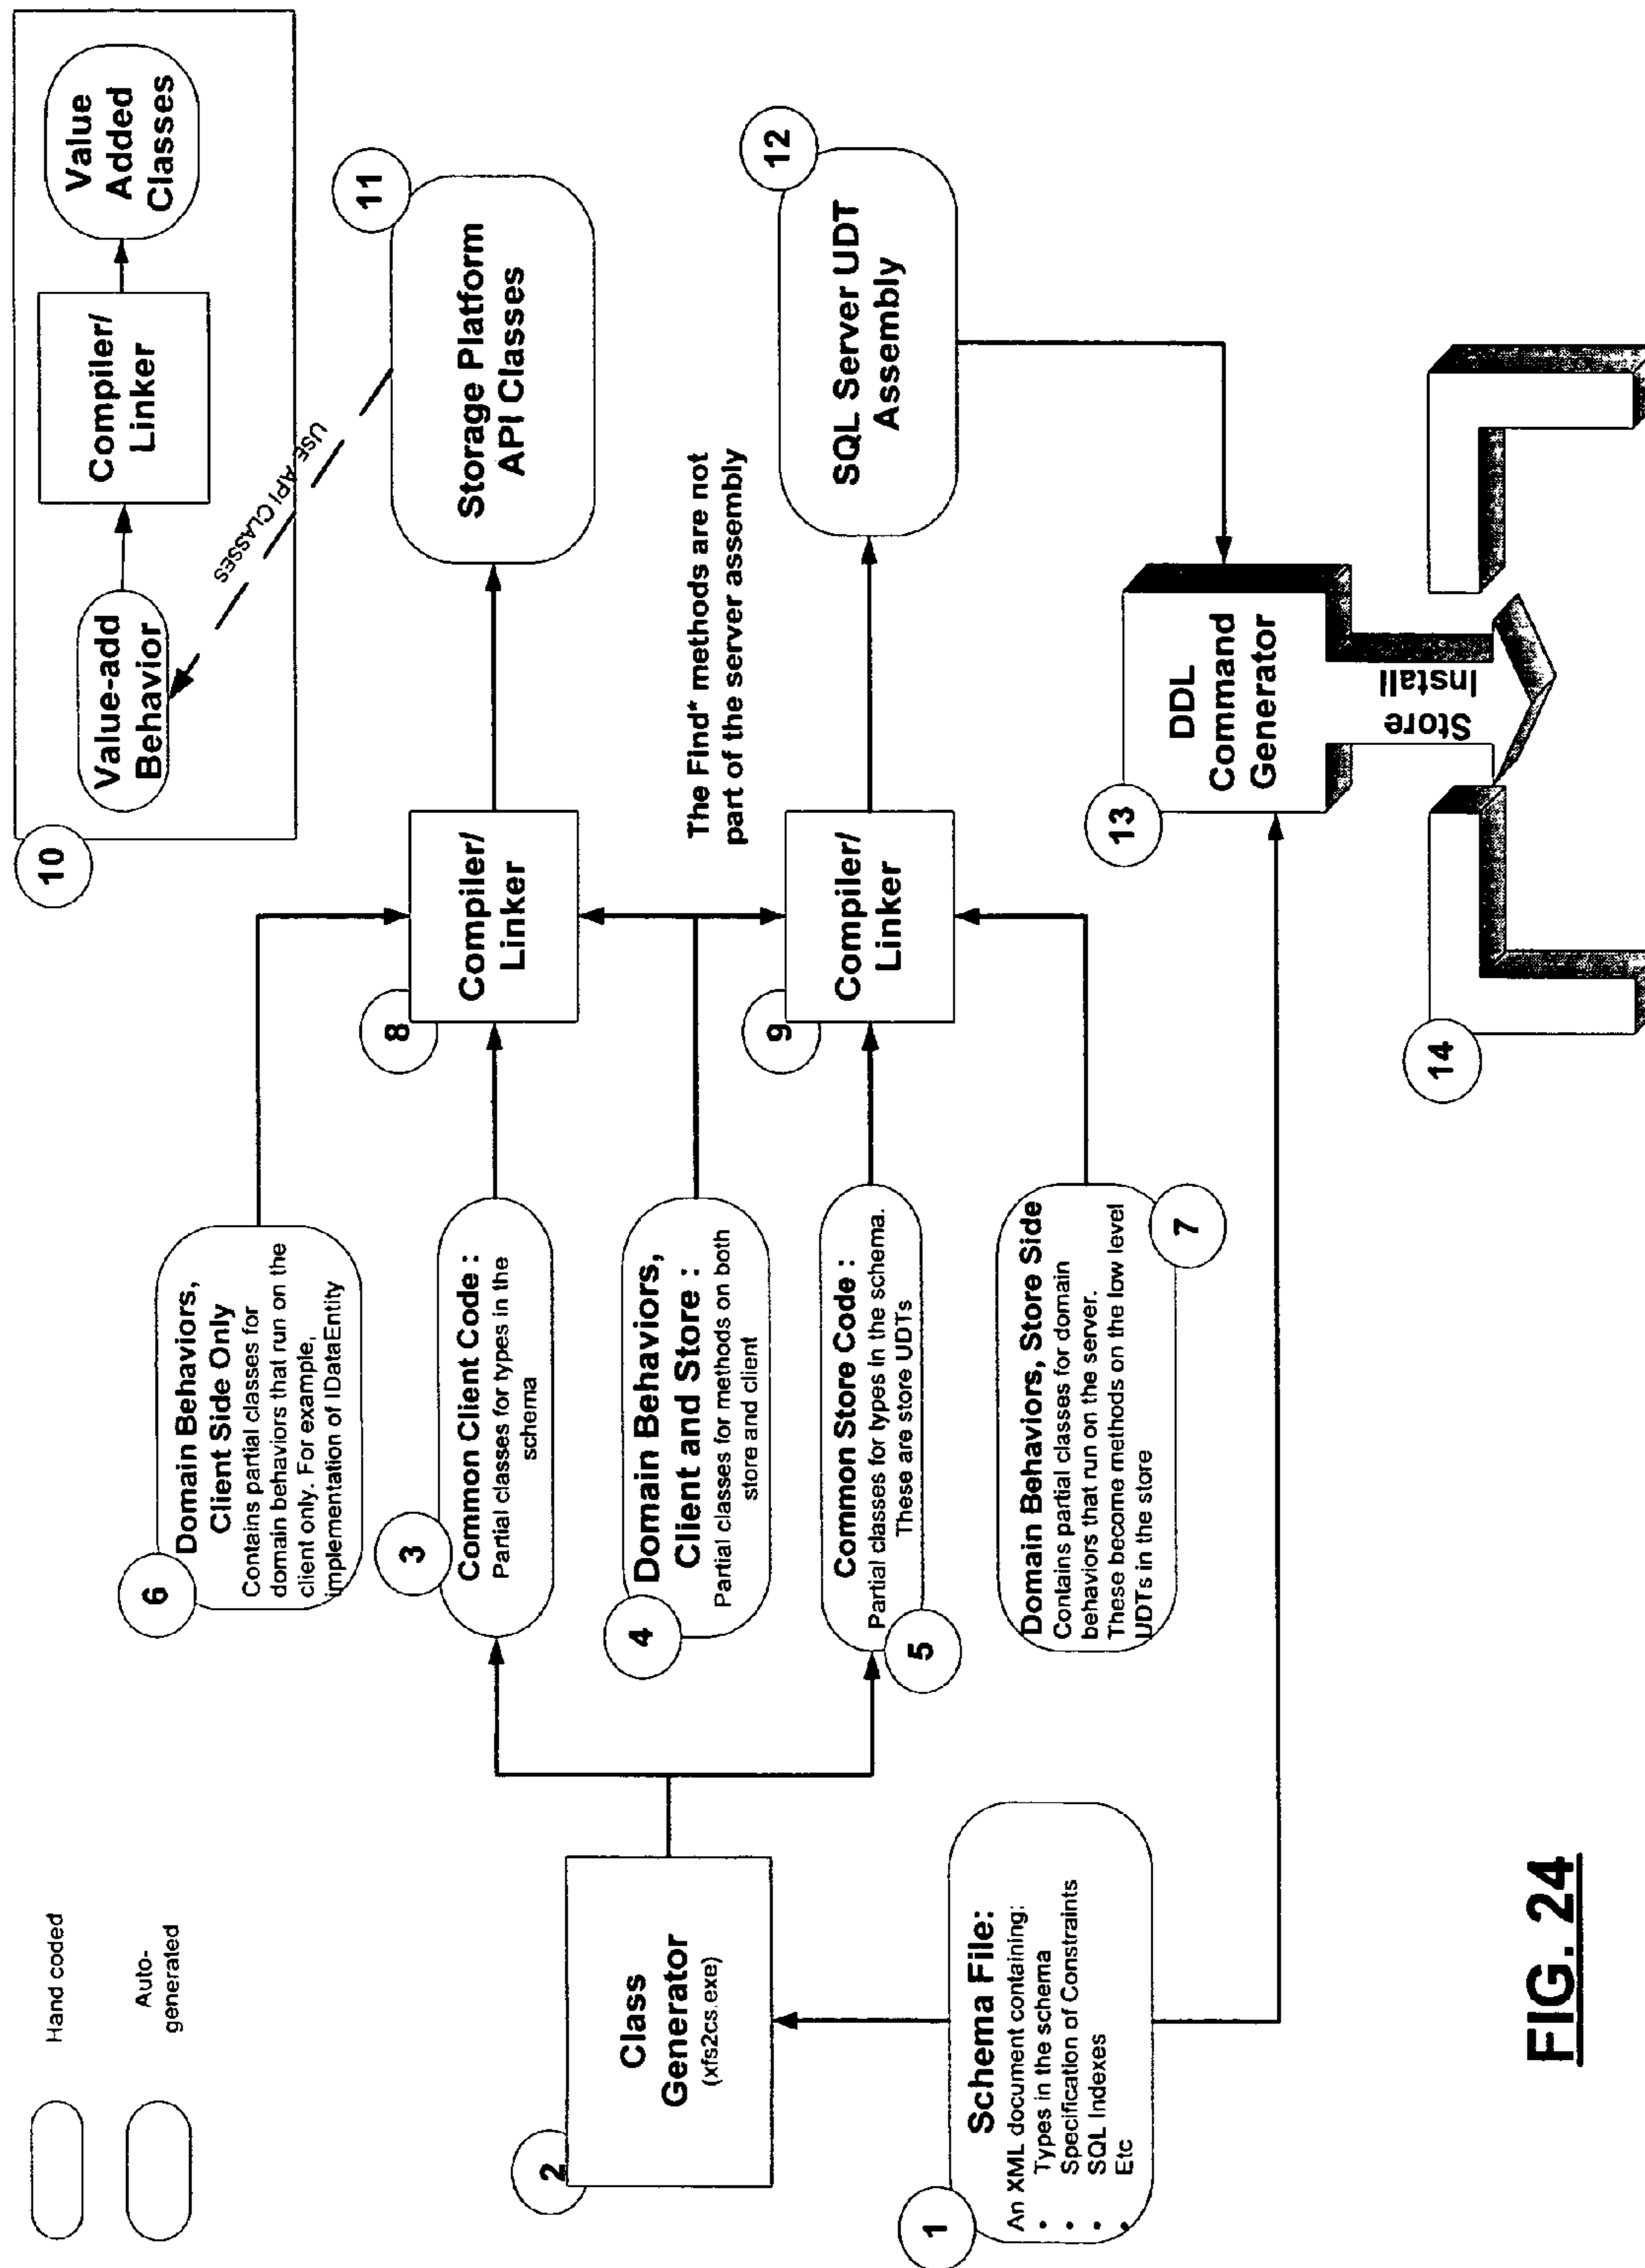 Hand coded
Auto-
generated
2
Class
Generator
(xfs2cs.exe)
1
Schema File:
An XML document containing:
• Types in the schema
• Specification of Constraints
• SQL Indexes
• Etc
6
Domain Behaviors,
Client Side Only
Contains partial classes for
domain behaviors that run on the
client only. For example,
implementation of IDataEntity
3
Common Client Code :
Partial classes for types in the
schema
4
Domain Behaviors,
Client and Store :
Partial classes for methods on both
store and client
5
Common Store Code :
Partial classes for types in the schema.
These are store UDTs
7
Domain Behaviors, Store Side
Contains partial classes for domain
behaviors that run on the server.
These become methods on the low level
UDTs in the store
8
Compiler/
Linker
9
Compiler/
Linker
The Find* methods are not
part of the server assembly
10
Value-add
Behavior
Compiler/
Linker
Value
Added
Classes
USE API CLASSES
11
Storage Platform
API Classes
12
SQL Server UDT
Assembly
13
DDL
Command
Generator
Store
Install
14
FIG. 24